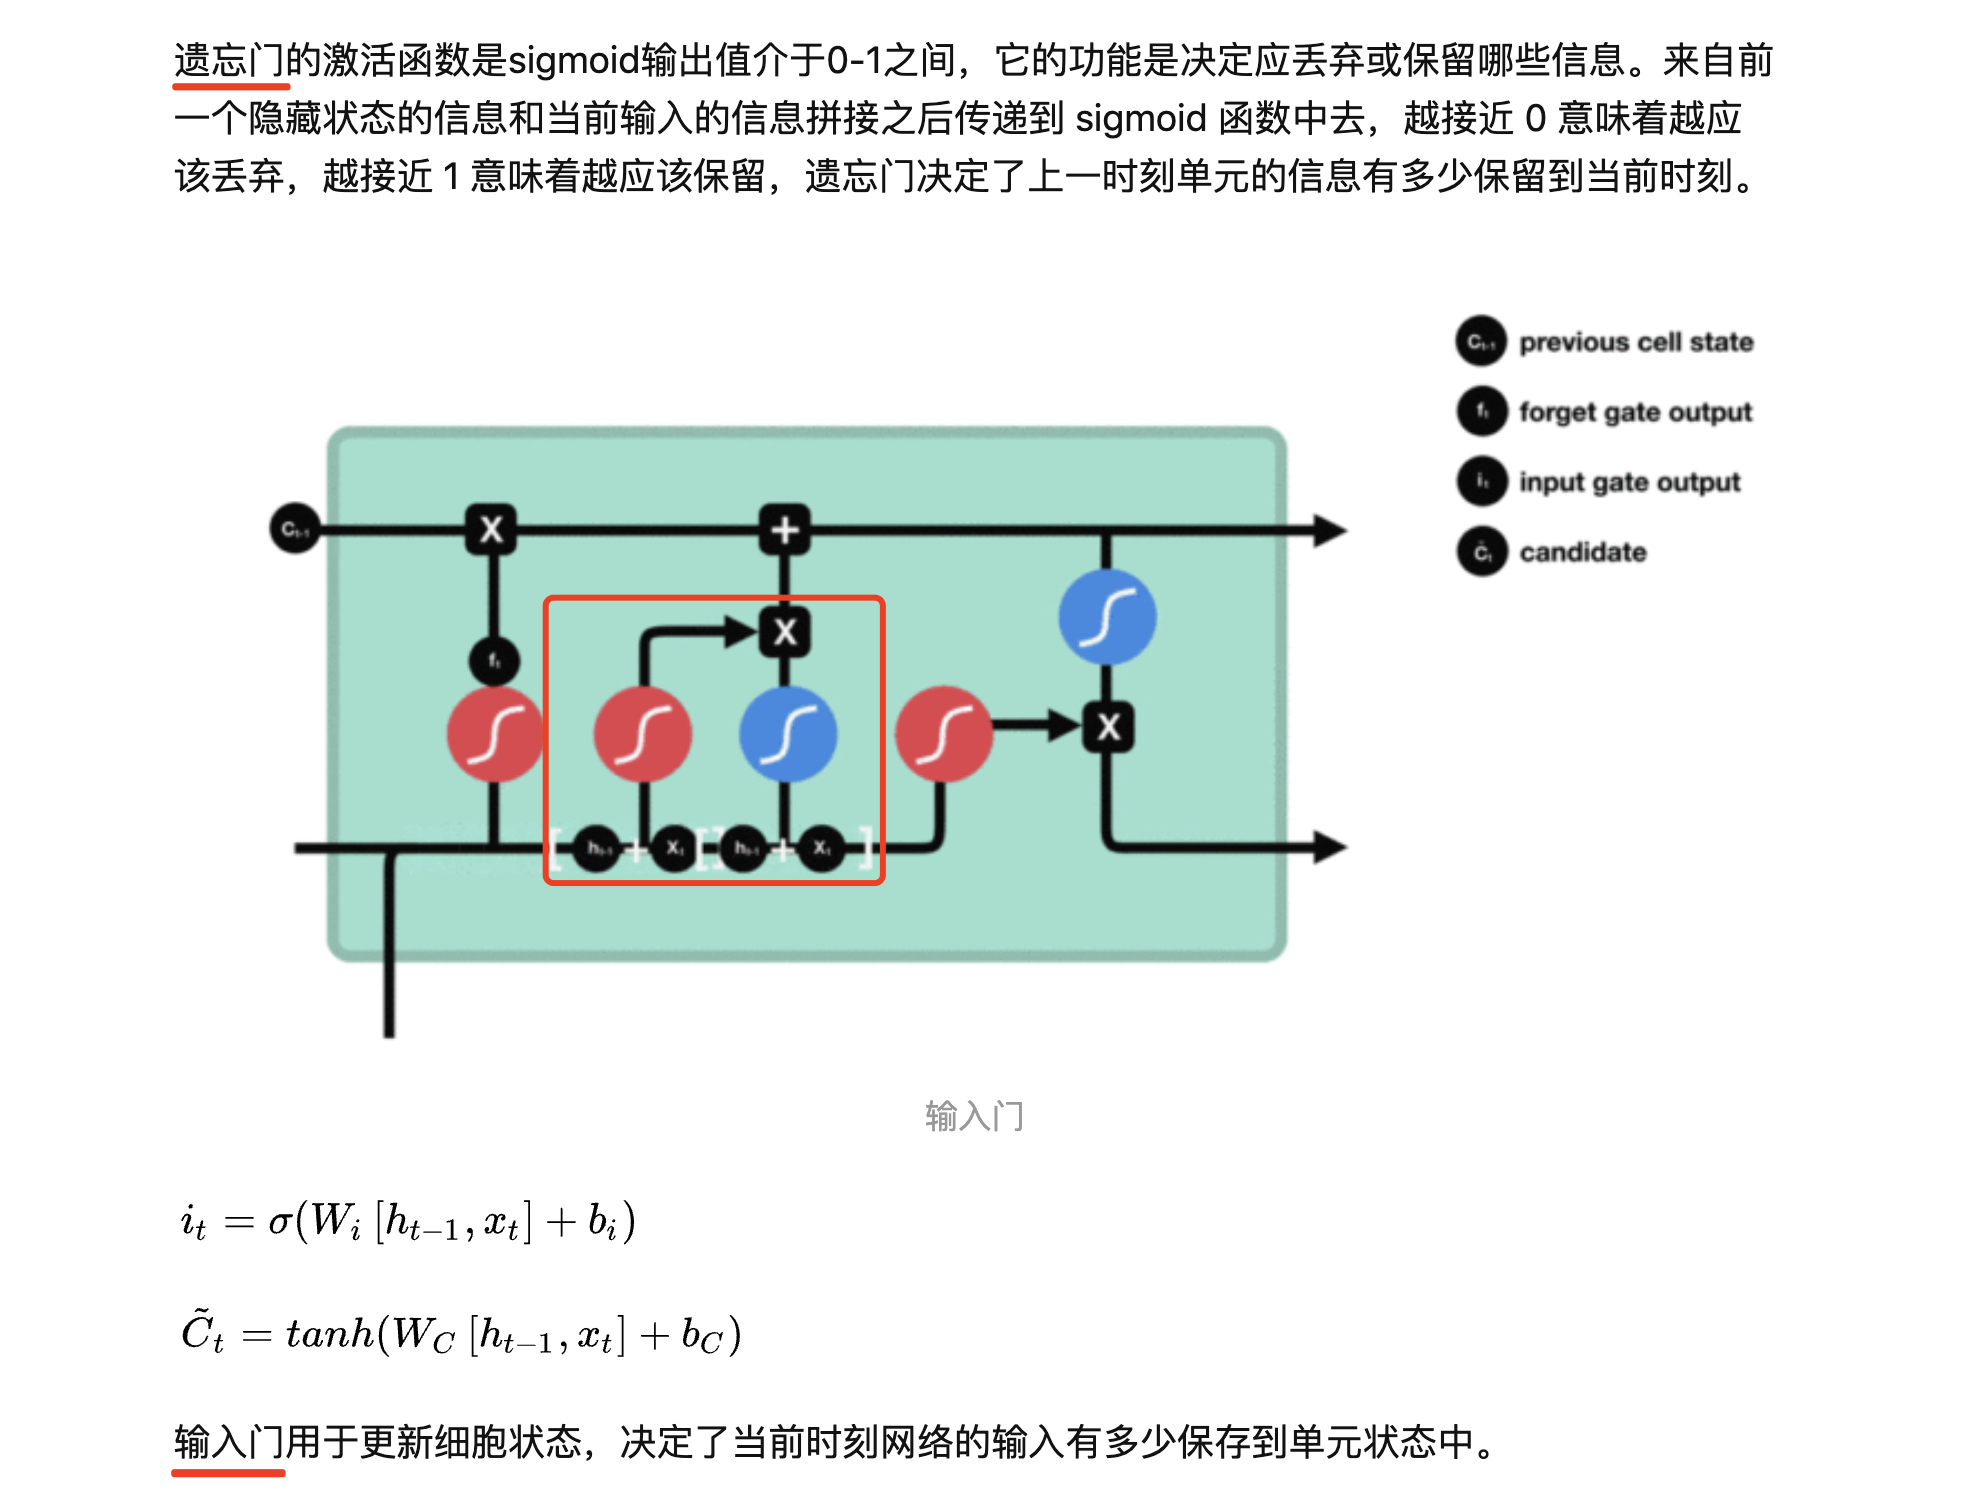 遗忘门的激活函数是sigmoid输出值介于0-1之间，它的功能是决定应丢弃或保留哪些信息。来自前
一个隐藏状态的信息和当前输入的信息拼接之后传递到 sigmoid 函数中去，越接近 0 意味着越应
该丢弃，越接近 1 意味着越应该保留，遗忘门决定了上一时刻单元的信息有多少保留到当前时刻。
C_{t-1} previous cell state
f_t forget gate output
i_t input gate output
C̃_t candidate
C_{t-1} X +
X
f_t
X
[ h_{t-1} + X_t [ ] h_{t-1} + X_t ]
输入门
i_t = σ(W_i [h_{t−1}, x_t] + b_i)
C̃_t = tanh(W_C [h_{t−1}, x_t] + b_C)
输入门用于更新细胞状态，决定了当前时刻网络的输入有多少保存到单元状态中。